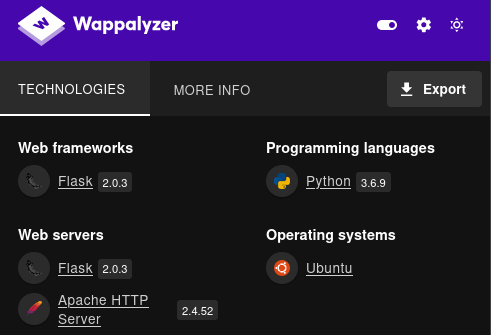 Wappalyzer
TECHNOLOGIES
MORE INFO
Export
Web frameworks
Flask 2.0.3
Programming languages
Python 3.6.9
Web servers
Flask 2.0.3
Apache HTTP
Server
2.4.52
Operating systems
Ubuntu